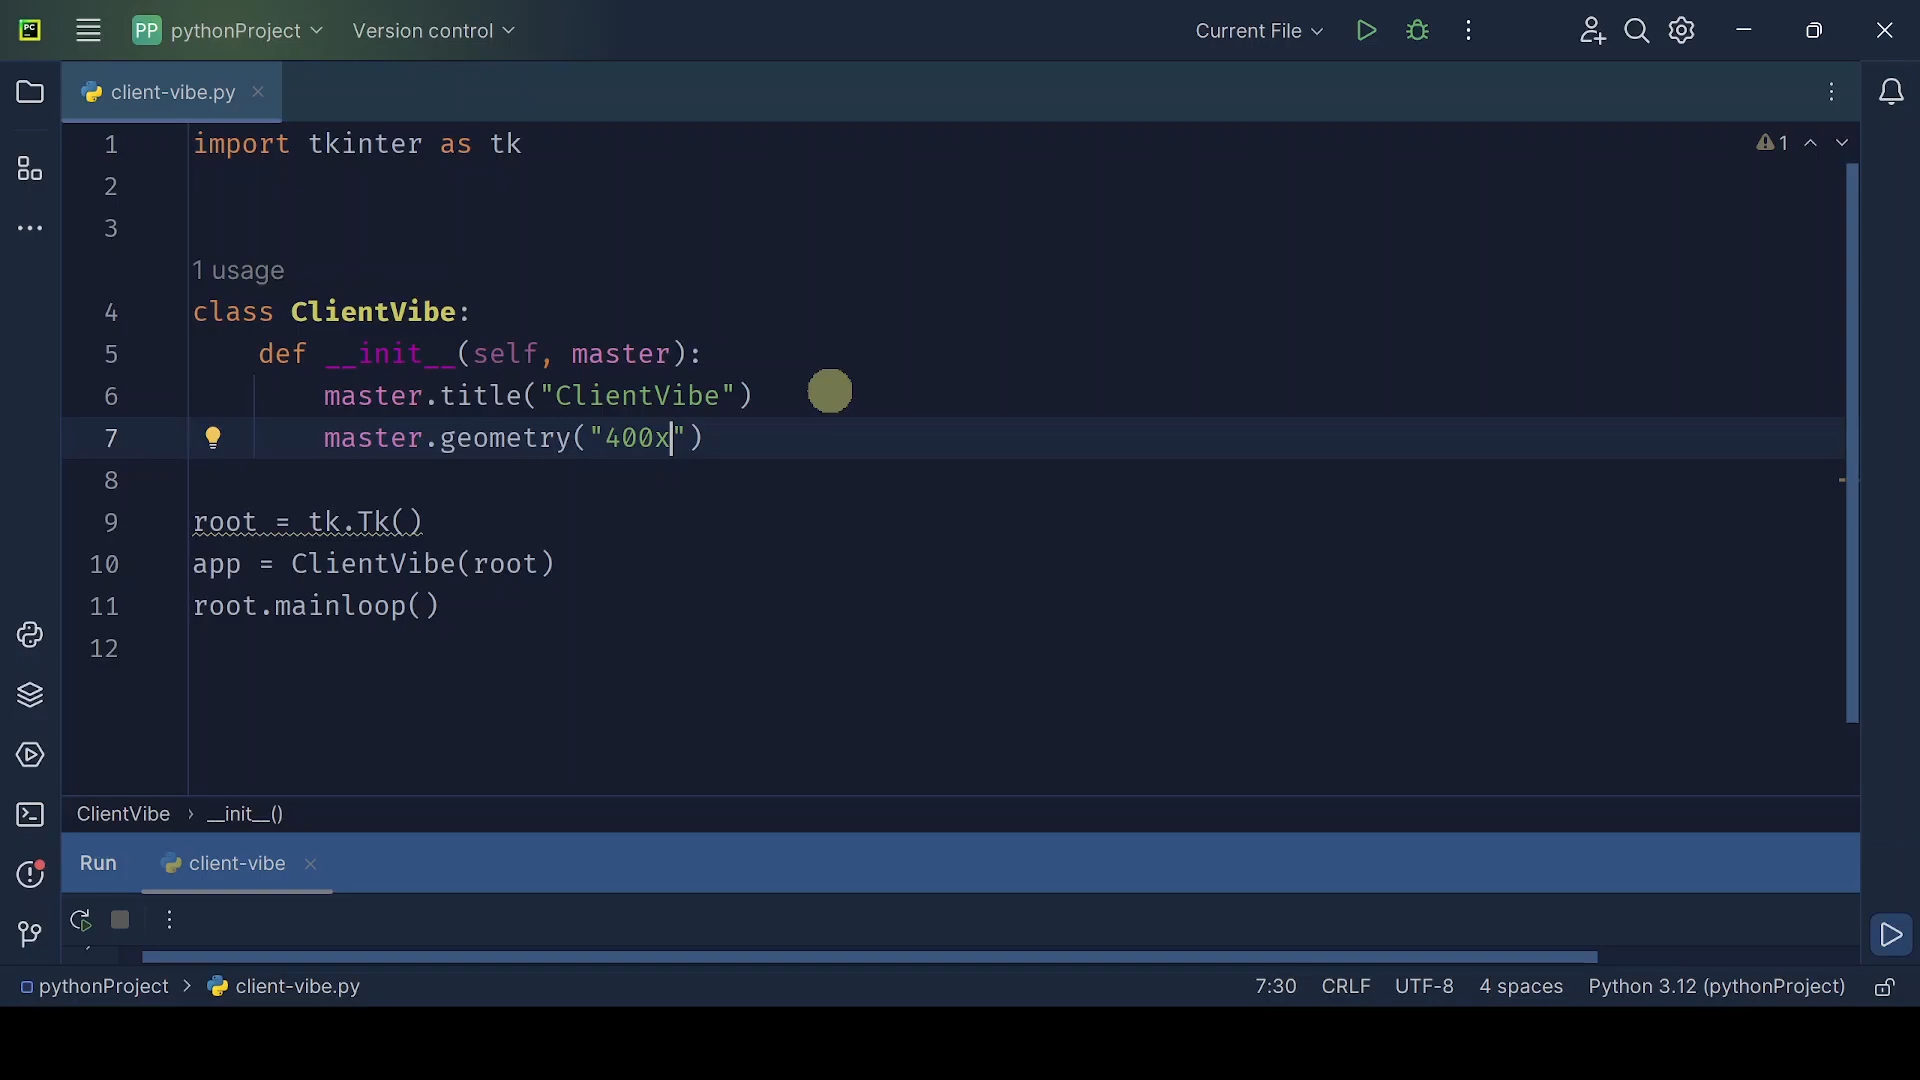 PC
PP pythonProject Version control Current File
client-vibe.py
1 import tkinter as tk 1
2
3
1 usage
4 class ClientVibe:
5 def __init__(self, master):
6 master.title("ClientVibe")
7 master.geometry("400x")
8
9 root = tk.Tk()
10 app = ClientVibe(root)
11 root.mainloop()
12
ClientVibe › __init__()
Run client-vibe
pythonProject > client-vibe.py 7:30 CRLF UTF-8 4 spaces Python 3.12 (pythonProject)